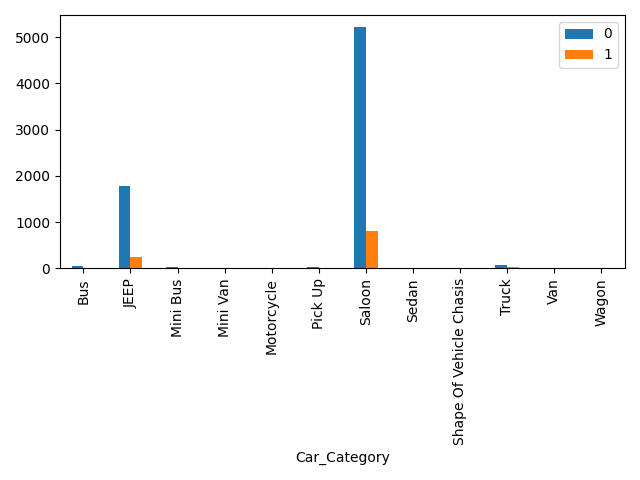 5000
4000
3000
2000
1000
0
0
1
Bus
JEEP
Mini Bus
Mini Van
Motorcycle
Pick Up
Saloon
Sedan
Shape Of Vehicle Chasis
Truck
Van
Wagon
Car_Category